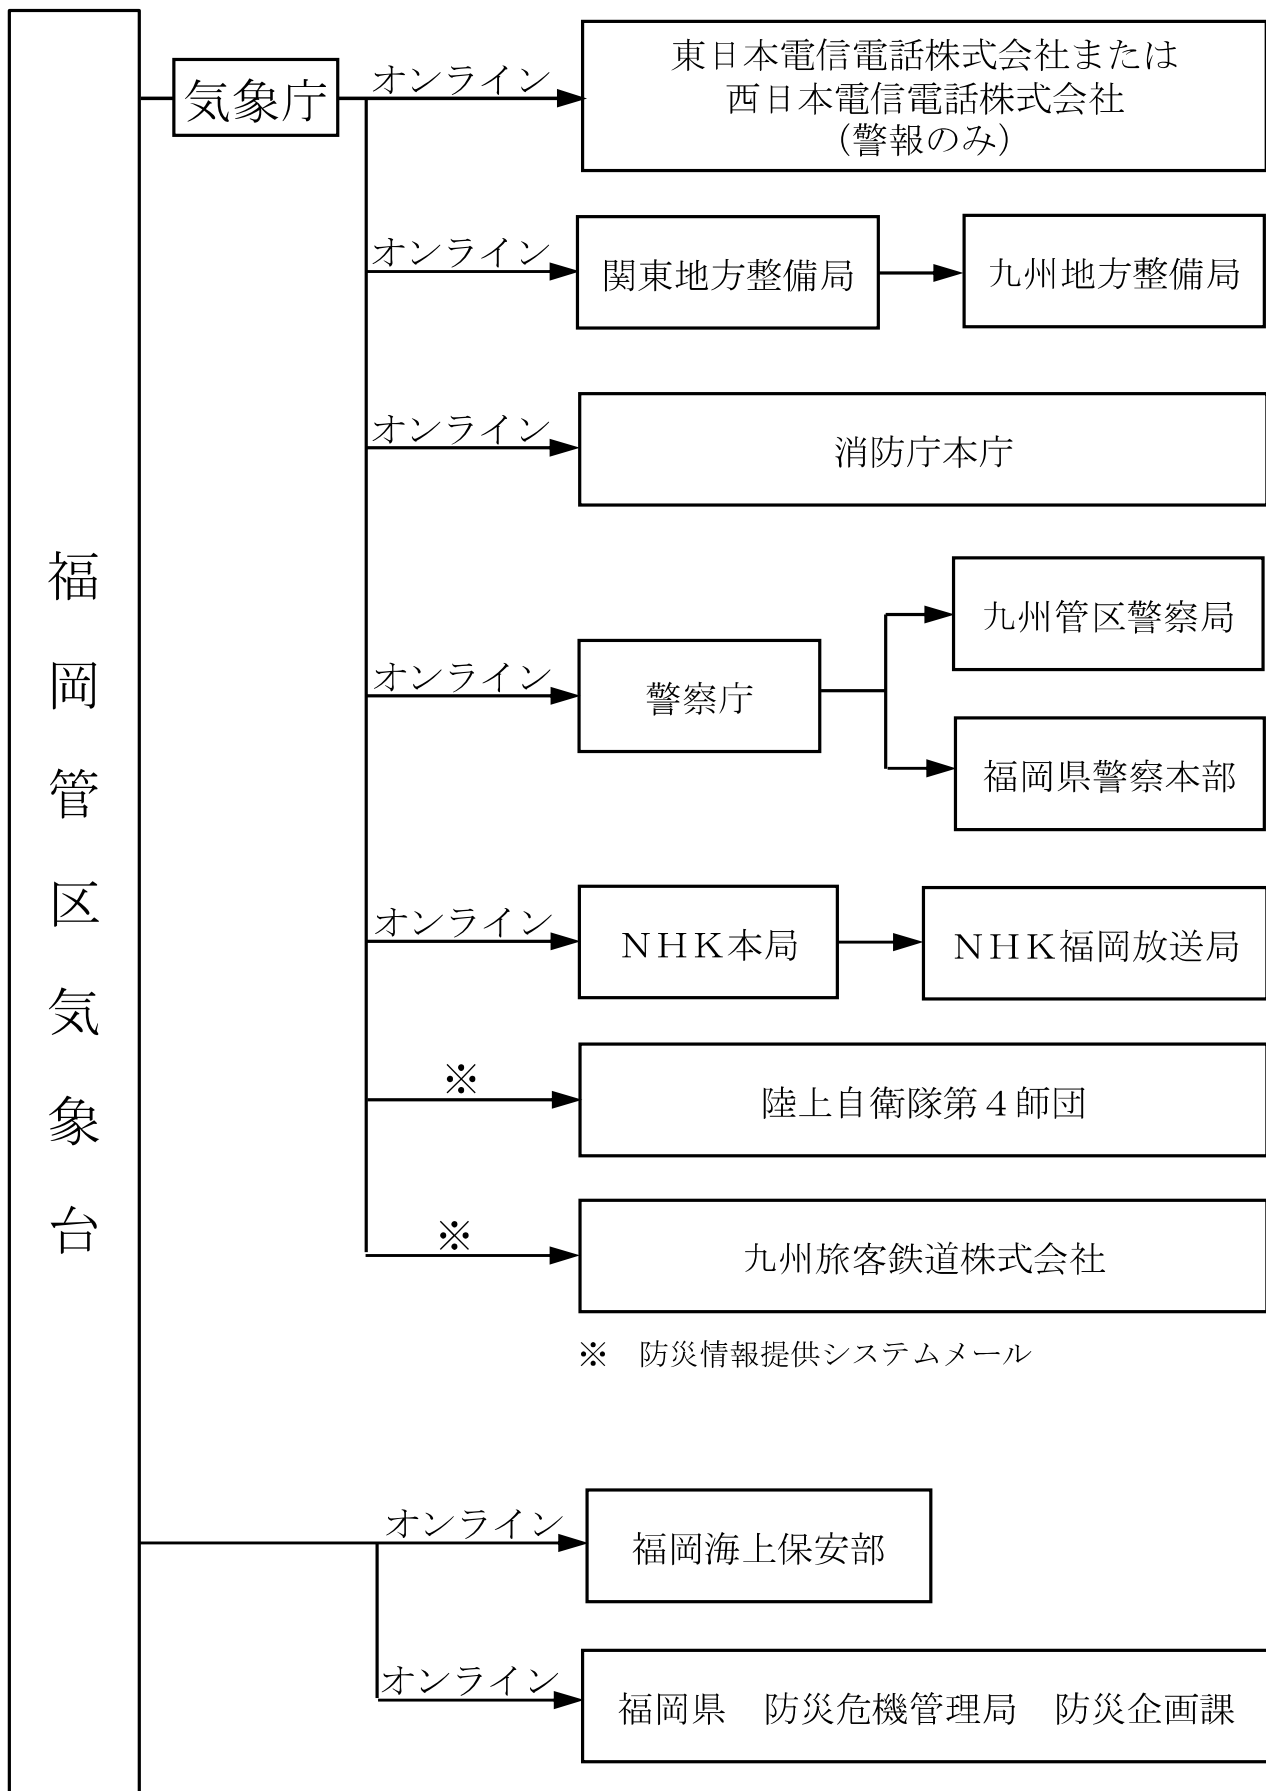 福岡管区気象台
気象庁
オンライン
東日本電信電話株式会社または
西日本電信電話株式会社
（警報のみ）
オンライン
関東地方整備局
九州地方整備局
オンライン
消防庁本庁
オンライン
警察庁
九州管区警察局
福岡県警察本部
オンライン
ＮＨＫ本局
ＮＨＫ福岡放送局
※
陸上自衛隊第４師団
※
九州旅客鉄道株式会社
※　防災情報提供システムメール
オンライン
福岡海上保安部
オンライン
福岡県　防災危機管理局　防災企画課